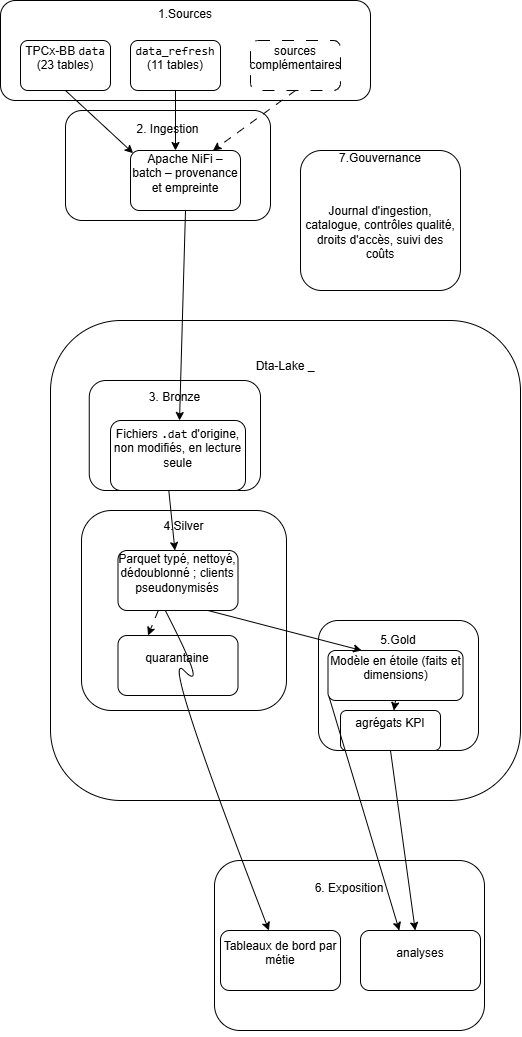 1.Sources
TPCx-BB data
(23 tables)
data_refresh
(11 tables)
sources
complémentaires
2. Ingestion
Apache NiFi –
batch – provenance
et empreinte
7.Gouvernance
Journal d'ingestion,
catalogue, contrôles qualité,
droits d'accès, suivi des
coûts
Dta-Lake _
3. Bronze
Fichiers .dat d'origine,
non modifiés, en lecture
seule
4.Silver
Parquet typé, nettoyé,
dédoublonné ; clients
pseudonymisés
quarantaine
5.Gold
Modèle en étoile (faits et
dimensions)
agrégats KPI
6. Exposition
Tableaux de bord par
métie
analyses